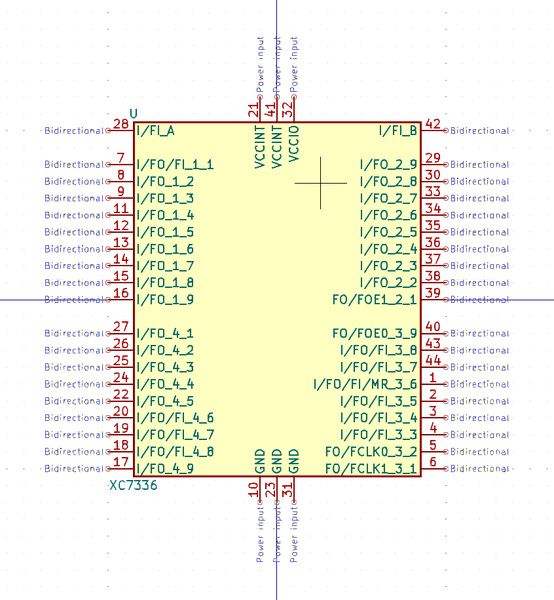 Power input Power input Power input
21 41 32
U
VCCINT VCCINT VCCIO
Bidirectional 28 I/FI_A I/FI_B 42 Bidirectional
Bidirectional 7 I/FO/FI_1_1 I/FO_2_9 29 Bidirectional
Bidirectional 8 I/FO_1_2 I/FO_2_8 30 Bidirectional
Bidirectional 9 I/FO_1_3 I/FO_2_7 33 Bidirectional
Bidirectional 11 I/FO_1_4 I/FO_2_6 34 Bidirectional
Bidirectional 12 I/FO_1_5 I/FO_2_5 35 Bidirectional
Bidirectional 13 I/FO_1_6 I/FO_2_4 36 Bidirectional
Bidirectional 14 I/FO_1_7 I/FO_2_3 37 Bidirectional
Bidirectional 15 I/FO_1_8 I/FO_2_2 38 Bidirectional
Bidirectional 16 I/FO_1_9 FO/FOE1_2_1 39 Bidirectional
Bidirectional 27 I/FO_4_1 FO/FOE0_3_9 40 Bidirectional
Bidirectional 26 I/FO_4_2 I/FO/FI_3_8 43 Bidirectional
Bidirectional 25 I/FO_4_3 I/FO/FI_3_7 44 Bidirectional
Bidirectional 24 I/FO_4_4 I/FO/FI/MR_3_6 1 Bidirectional
Bidirectional 22 I/FO_4_5 I/FO/FI_3_5 2 Bidirectional
Bidirectional 20 I/FO/FI_4_6 I/FO/FI_3_4 3 Bidirectional
Bidirectional 19 I/FO/FI_4_7 I/FO/FI_3_3 4 Bidirectional
Bidirectional 18 I/FO/FI_4_8 FO/FCLK0_3_2 5 Bidirectional
Bidirectional 17 I/FO_4_9 FO/FCLK1_3_1 6 Bidirectional
GND GND GND
XC7336
10 23 31
Power input Power input Power input